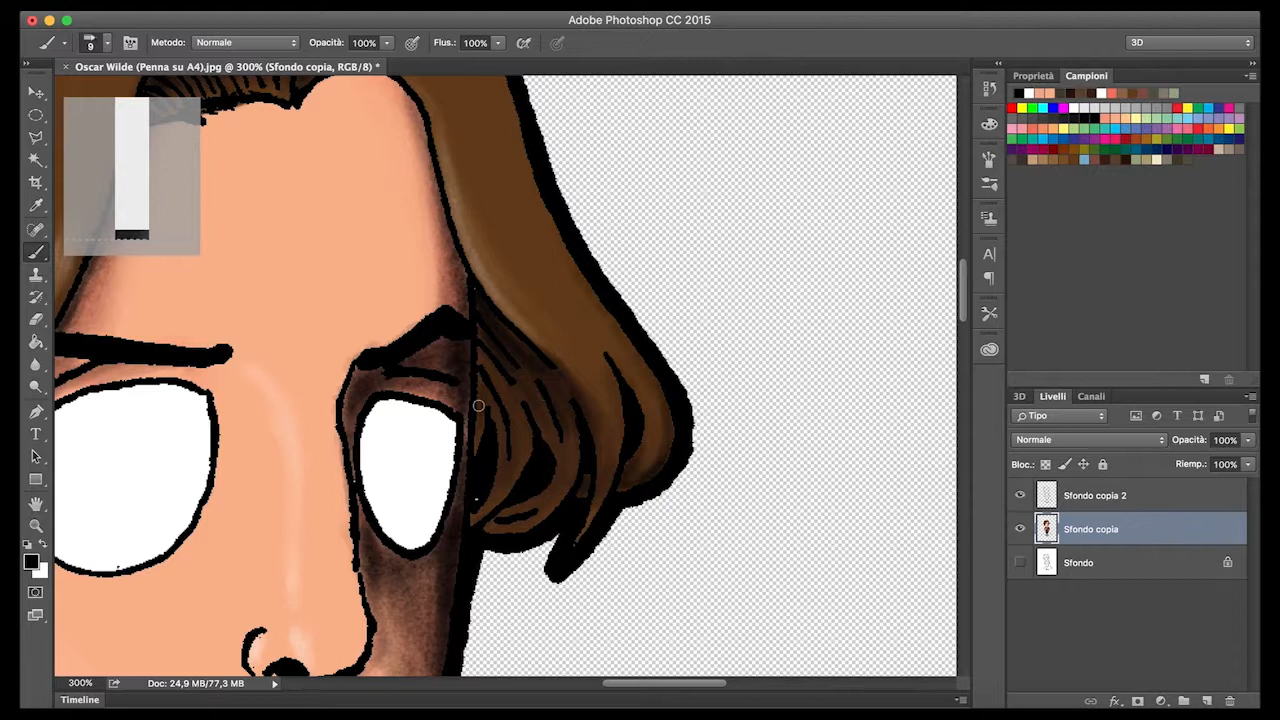 Adobe Photoshop CC 2015
9
Metodo:
Normale
Opacità:
100%
Flus.:
100%
3D
× Oscar Wilde (Penna su A4).jpg @ 300% (Sfondo copia, RGB/8) *
Proprietà
Campioni
3D
Livelli
Canali
Tipo
Normale
Opacità:
100%
Bloc.:
Riemp.:
100%
Sfondo copia 2
Sfondo copia
Sfondo
300%
Doc: 24,9 MB/77,3 MB
Timeline